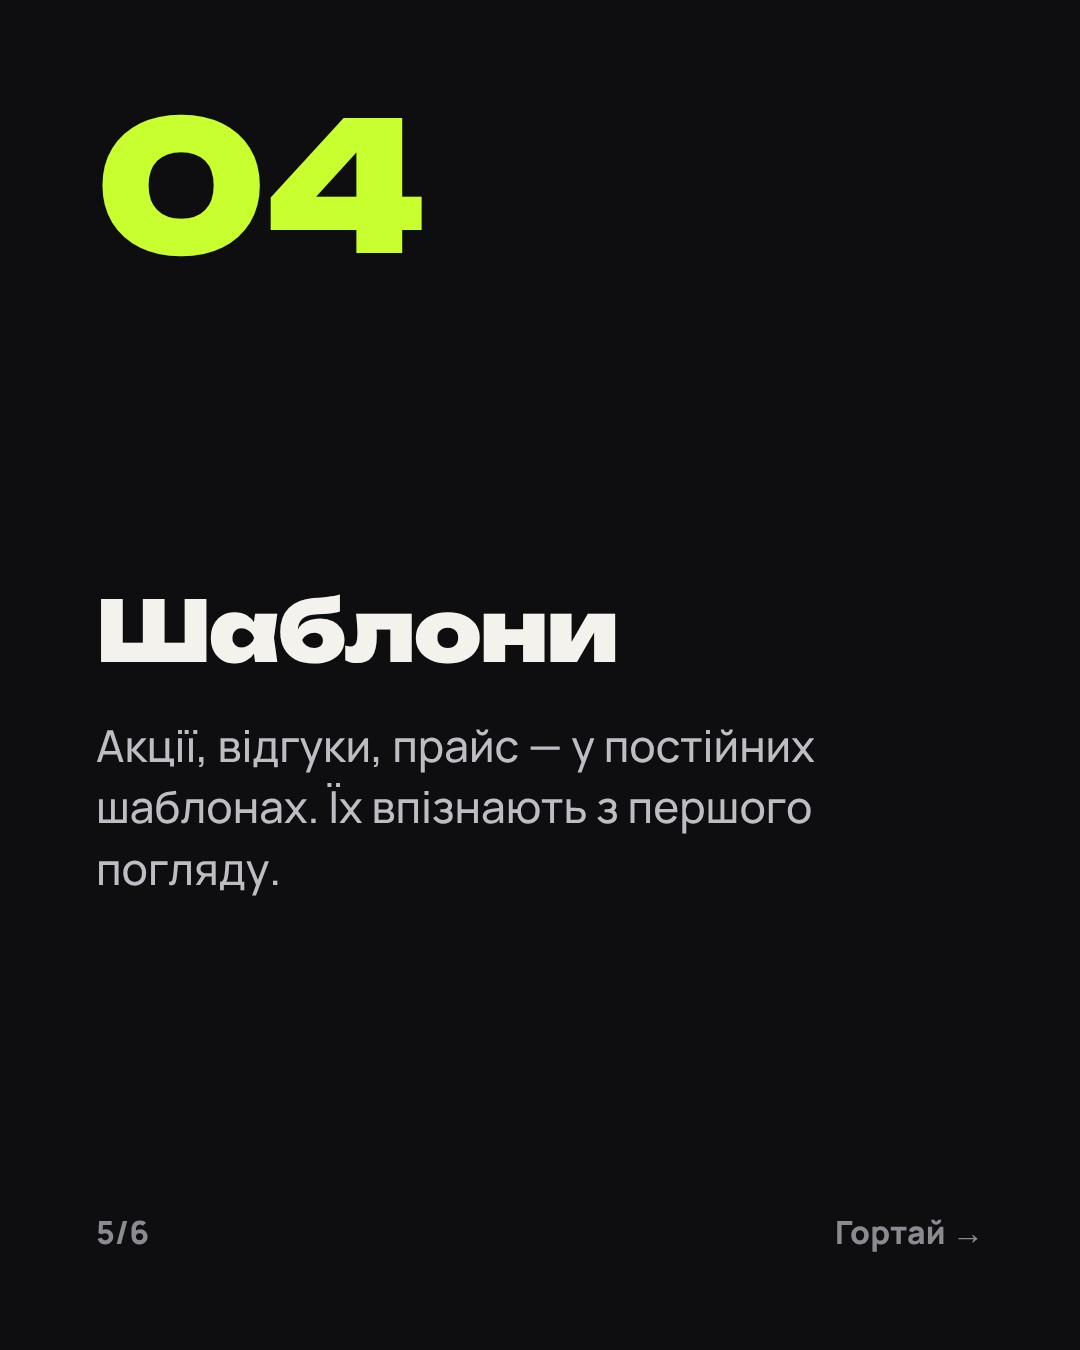 04
Шаблони
Акції, відгуки, прайс — у постійних
шаблонах. Їх впізнають з першого
погляду.
5/6
Гортай →